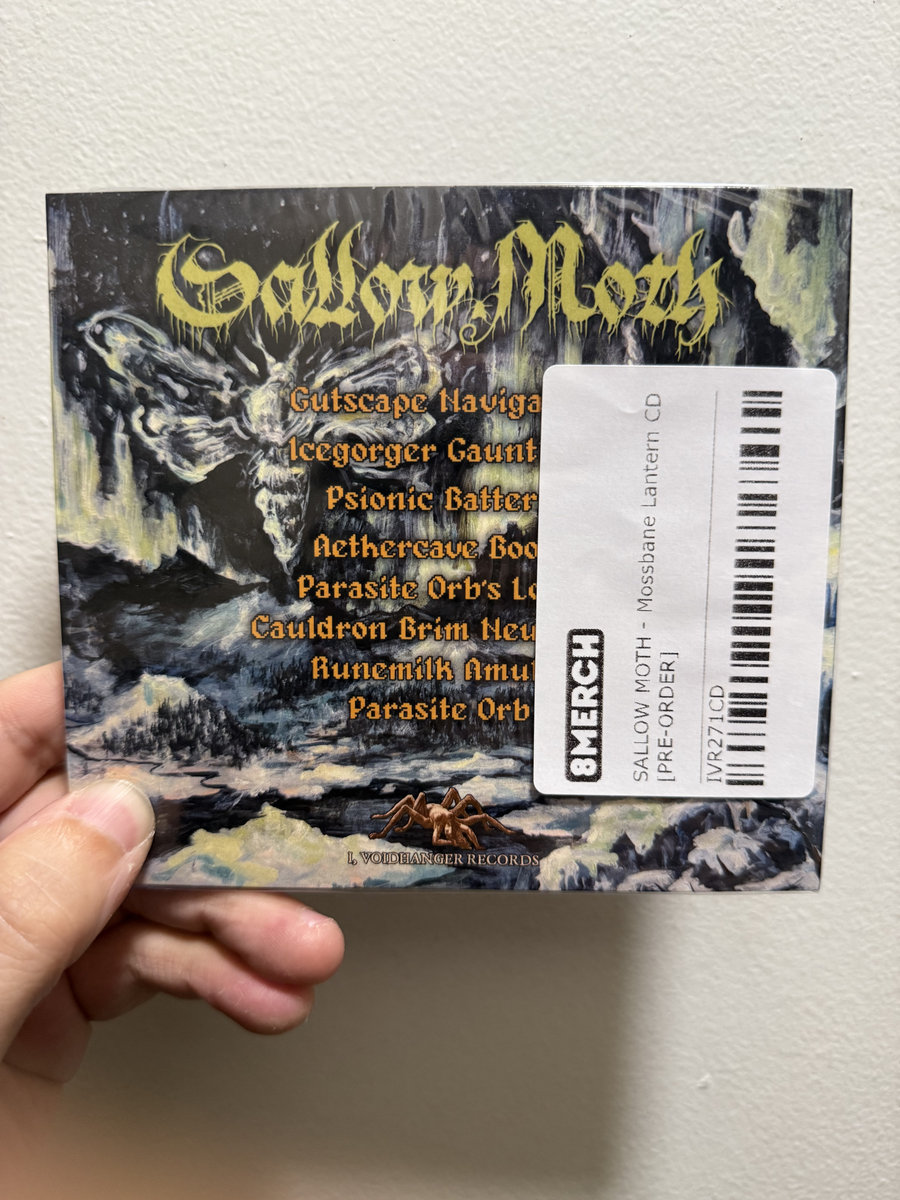 Sallow Moth
Gutscape Naviga
Icegorger Gaunt
Psionic Batter
Aethercave Boo
Parasite Orb's Lo
Cauldron Brim Neu
Runemilk Amu
Parasite Orb
I, VOIDHANGER RECORDS
8MERCH
SALLOW MOTH - Mossbane Lantern CD
[PRE-ORDER]
IVR271CD